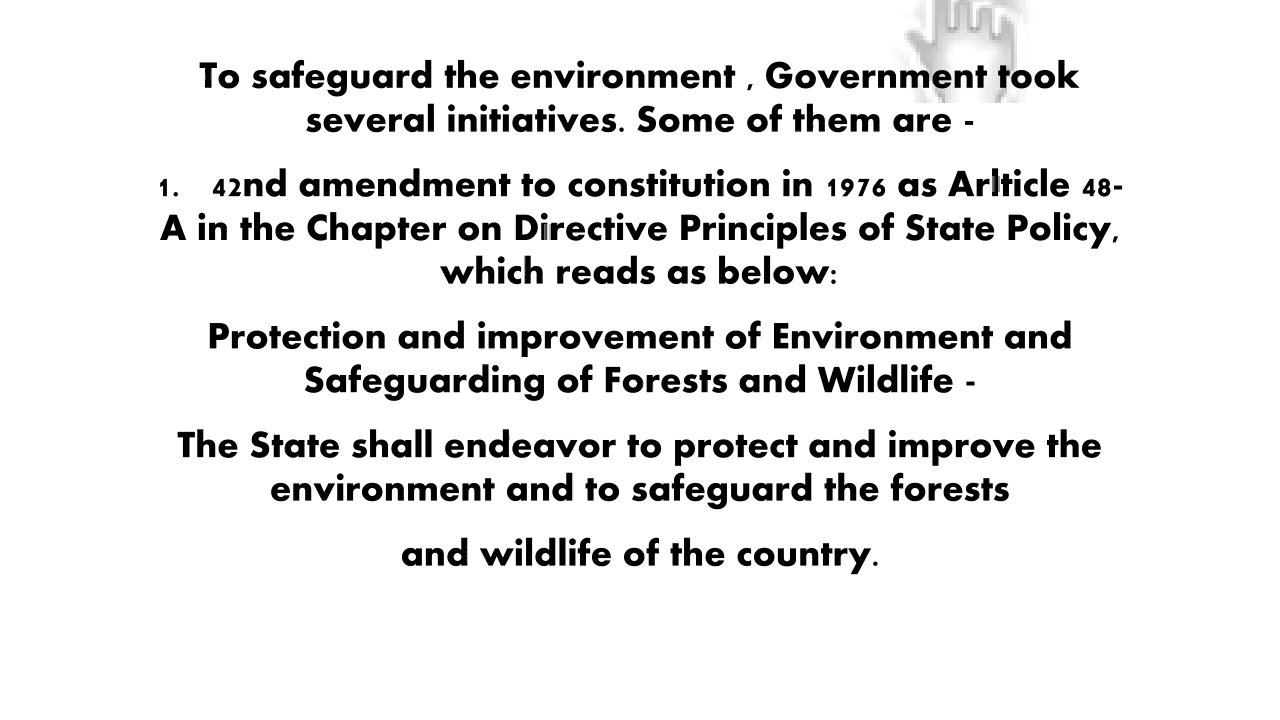 To safeguard the environment , Government took
several initiatives. Some of them are -
1. 42nd amendment to constitution in 1976 as Arlticle 48-
A in the Chapter on Directive Principles of State Policy,
which reads as below:
Protection and improvement of Environment and
Safeguarding of Forests and Wildlife -
The State shall endeavor to protect and improve the
environment and to safeguard the forests
and wildlife of the country.